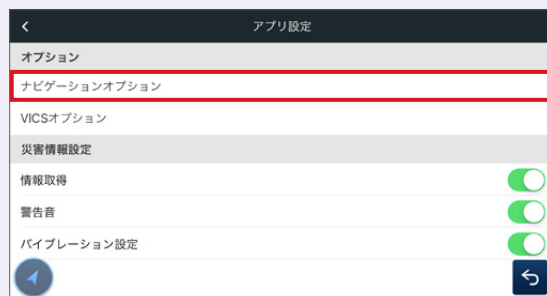 アプリ設定
オプション
ナビゲーションオプション
VICSオプション
災害情報設定
情報取得
警告音
バイブレーション設定